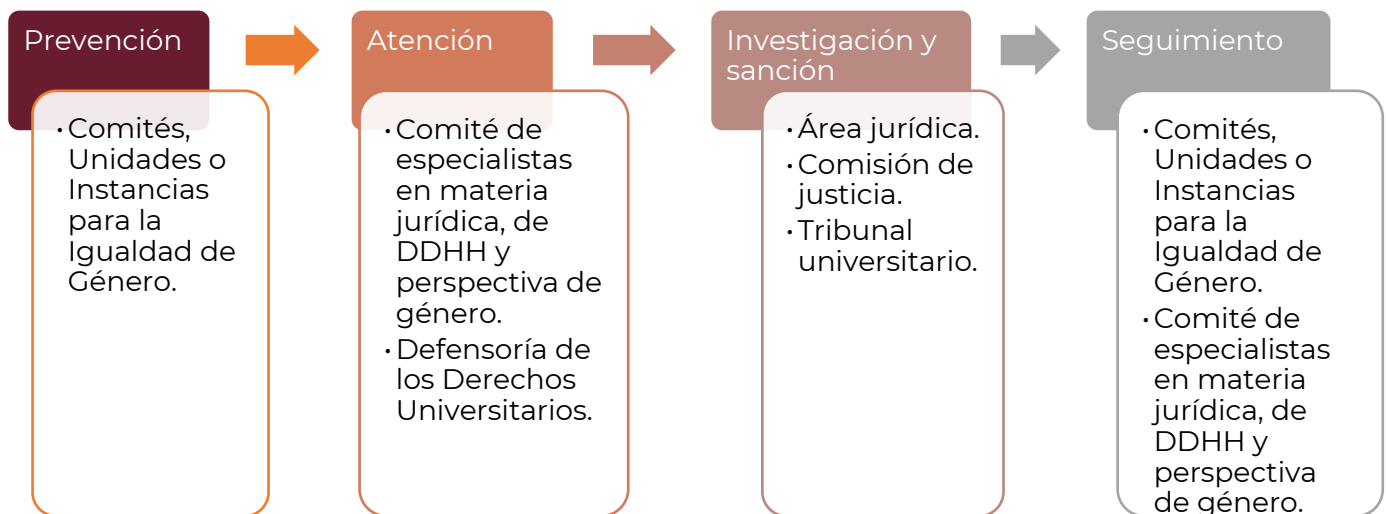 Prevención
· Comités,
Unidades o
Instancias
para la
Igualdad de
Género.
Atención
· Comité de
especialistas
en materia
jurídica, de
DDHH y
perspectiva de
género.
· Defensoría de
los Derechos
Universitarios.
Investigación y
sanción
· Área jurídica.
· Comisión de
justicia.
· Tribunal
universitario.
Seguimiento
· Comités,
Unidades o
Instancias
para la
Igualdad de
Género.
· Comité de
especialistas
en materia
jurídica, de
DDHH y
perspectiva
de género.